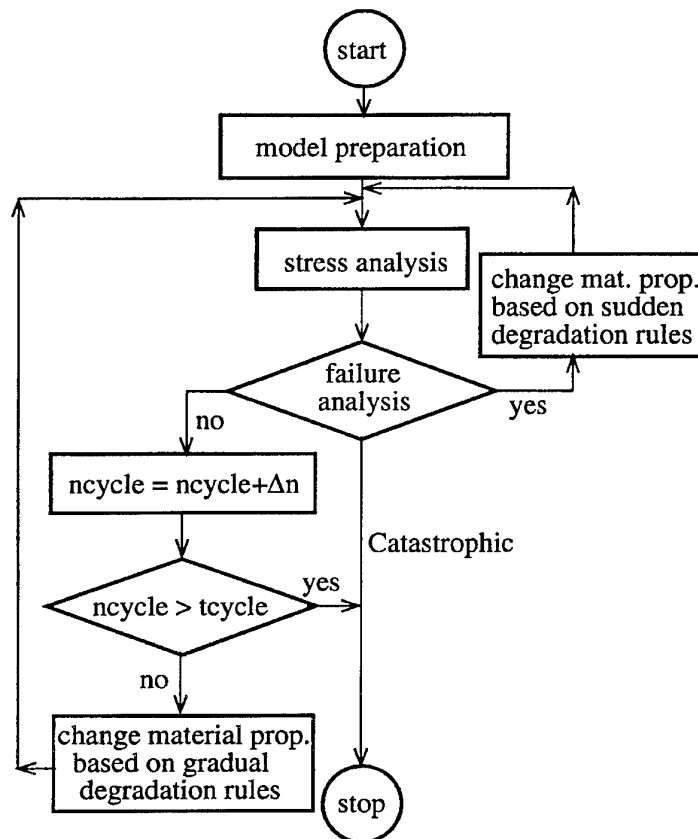 start
model preparation
stress analysis
change mat. prop.
based on sudden
degradation rules
failure
analysis
no
yes
ncycle = ncycle+Δn
Catastrophic
yes
ncycle > tcycle
no
change material prop.
based on gradual
degradation rules
stop